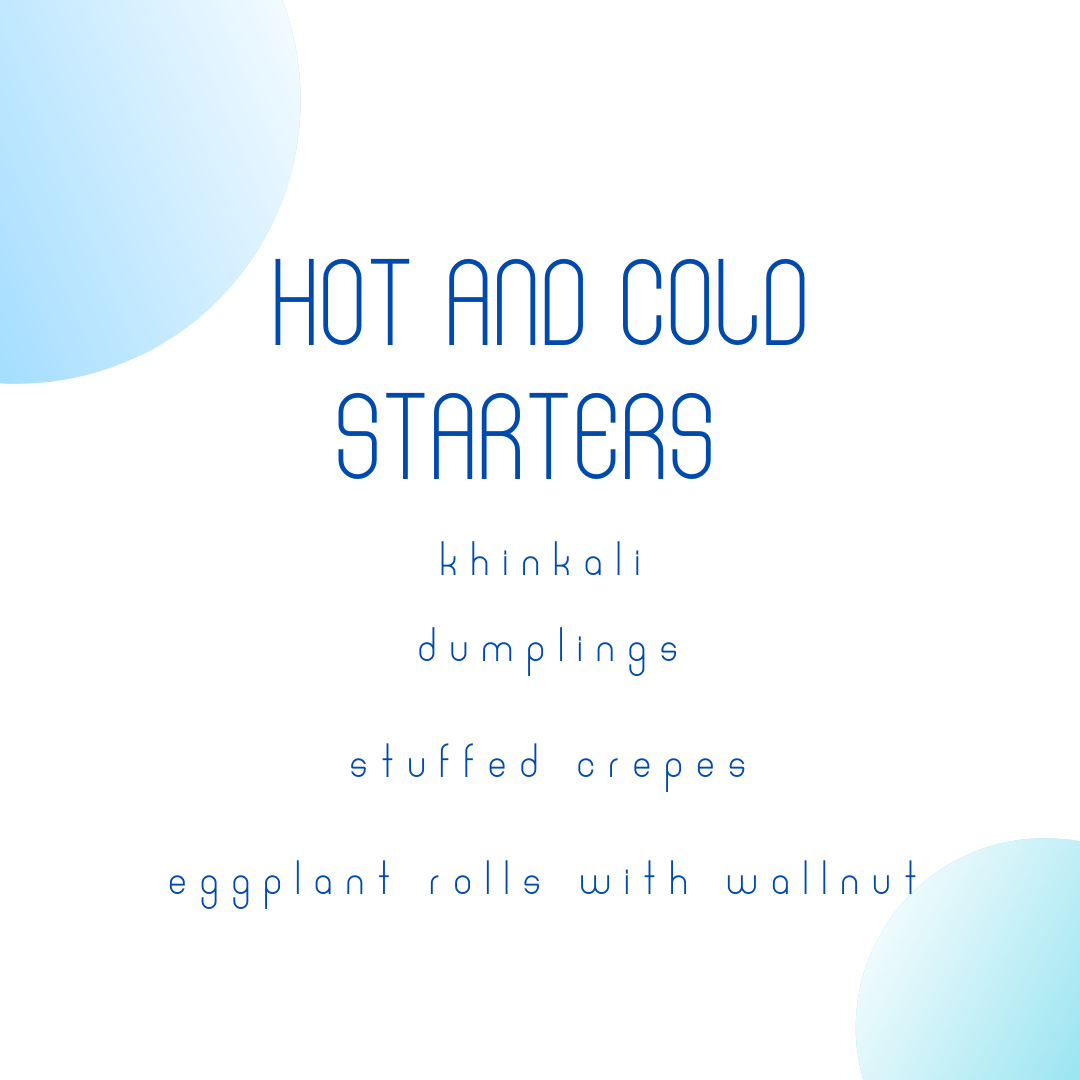 HOT AND COLD
STARTERS
khinkali
dumplings
stuffed crepes
eggplant rolls with wallnut